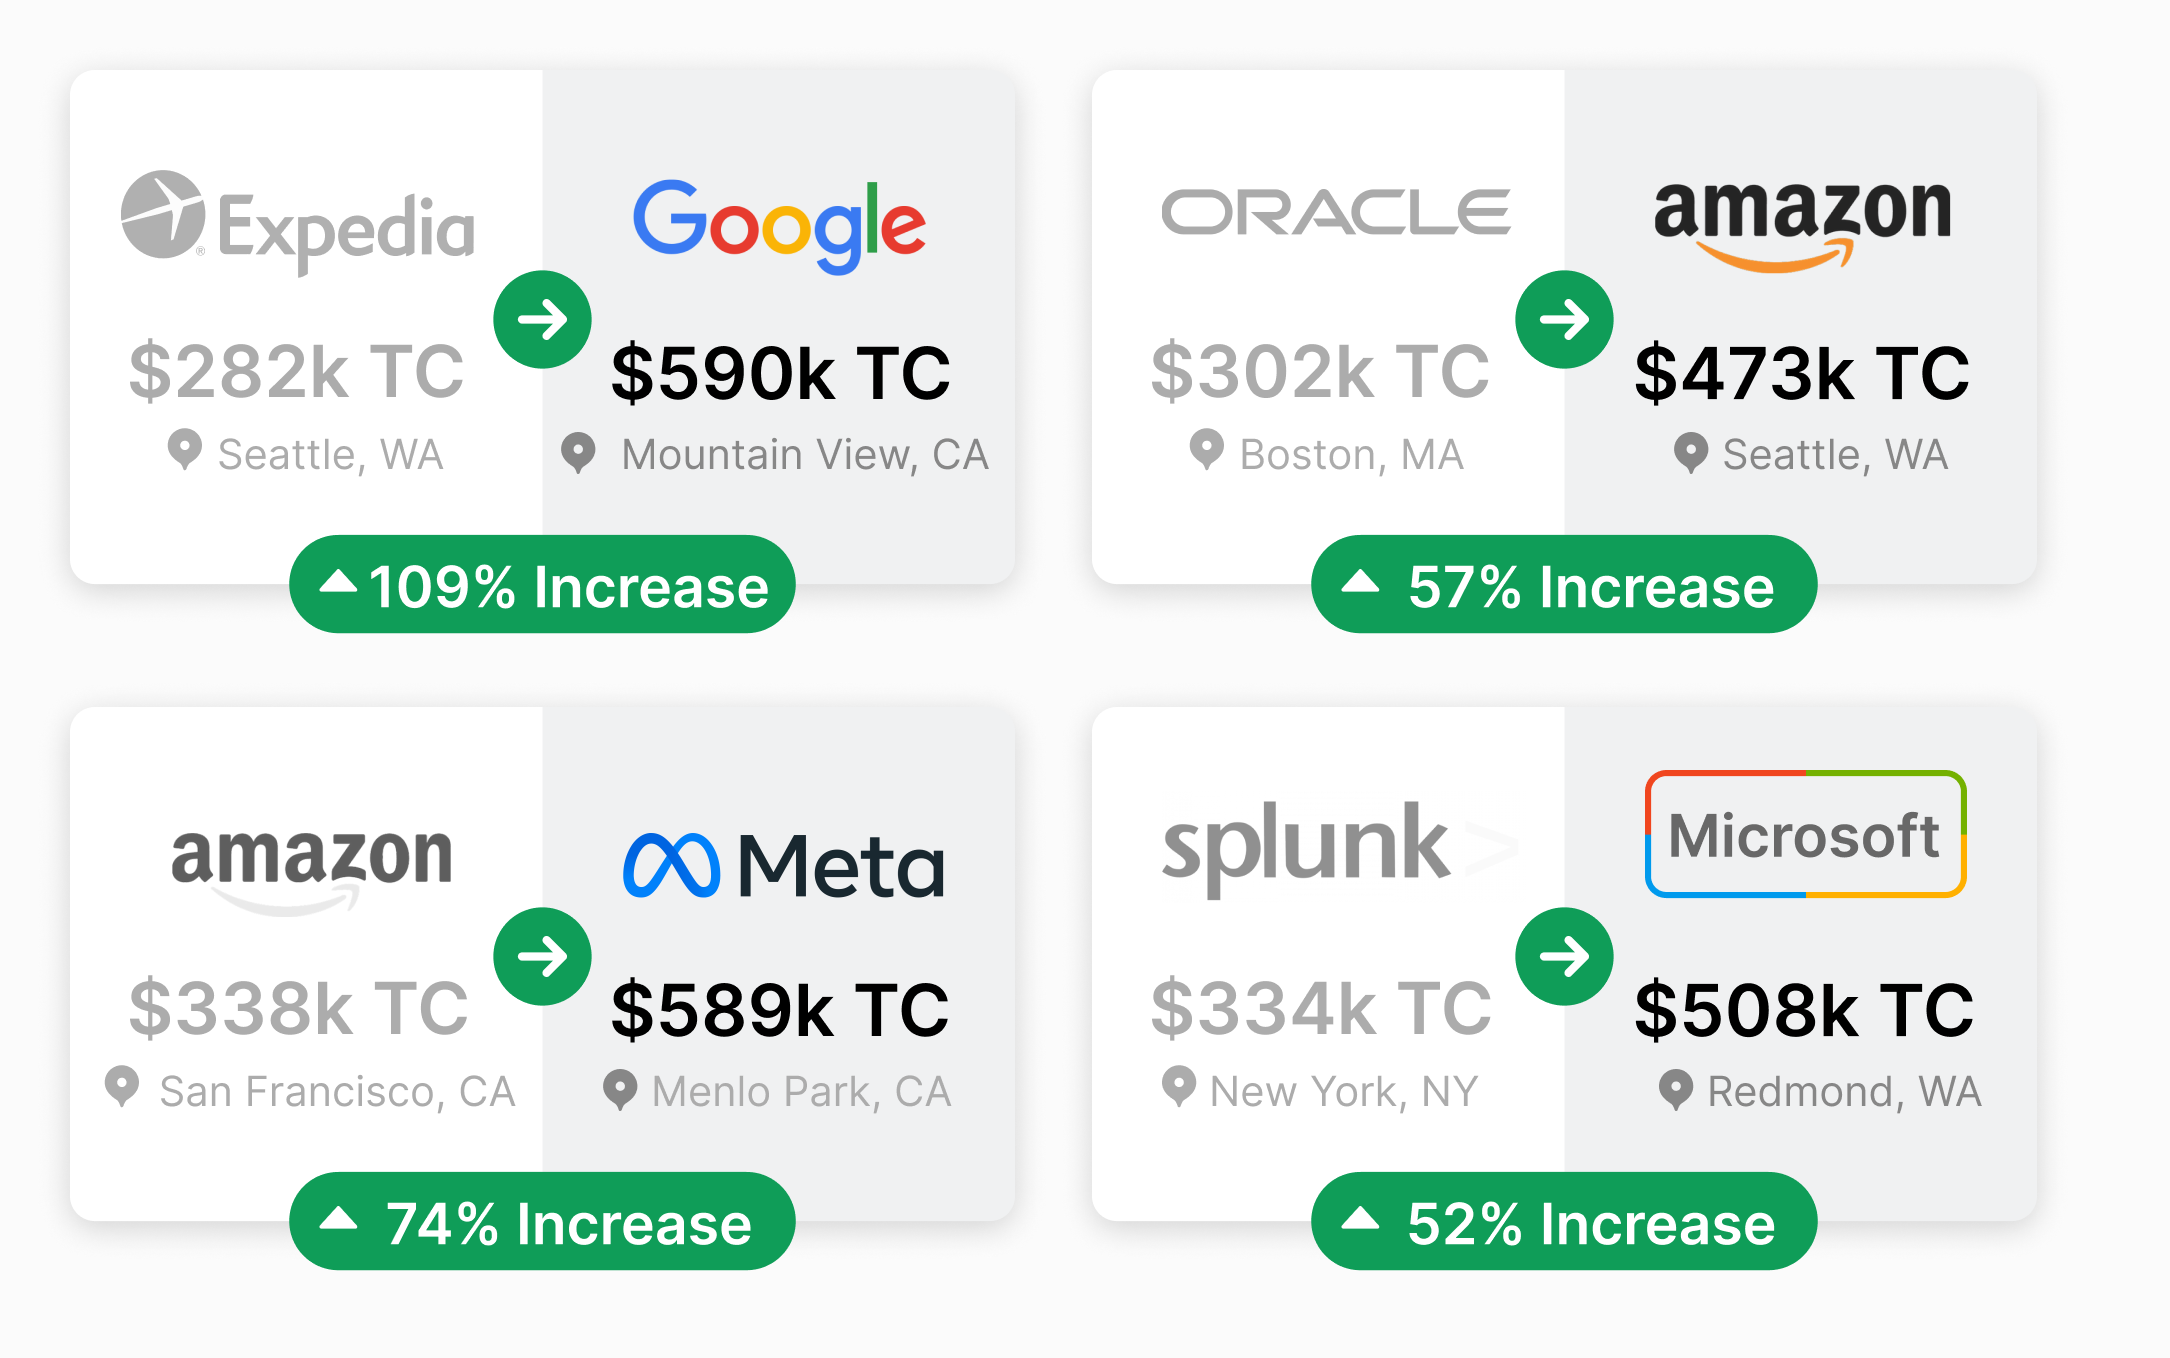 Expedia®
Google
$282k TC
$590k TC
Seattle, WA
Mountain View, CA
109% Increase
ORACLE
amazon
$302k TC
$473k TC
Boston, MA
Seattle, WA
57% Increase
amazon
Meta
$338k TC
$589k TC
San Francisco, CA
Menlo Park, CA
74% Increase
splunk>
Microsoft
$334k TC
$508k TC
New York, NY
Redmond, WA
52% Increase